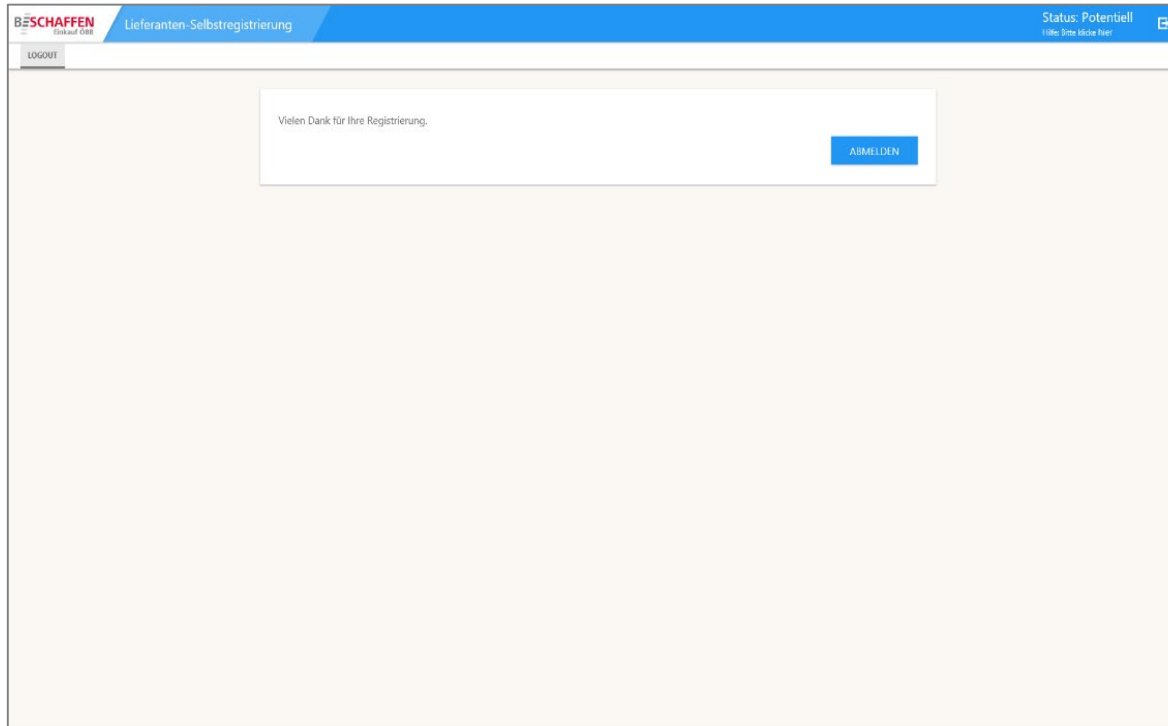 BESCHAFFEN
Einkauf ÖBB
Lieferanten-Selbstregistrierung
Status: Potentiell
Hilfe: Bitte klicke hier
LOGOUT
Vielen Dank für Ihre Registrierung.
ABMELDEN